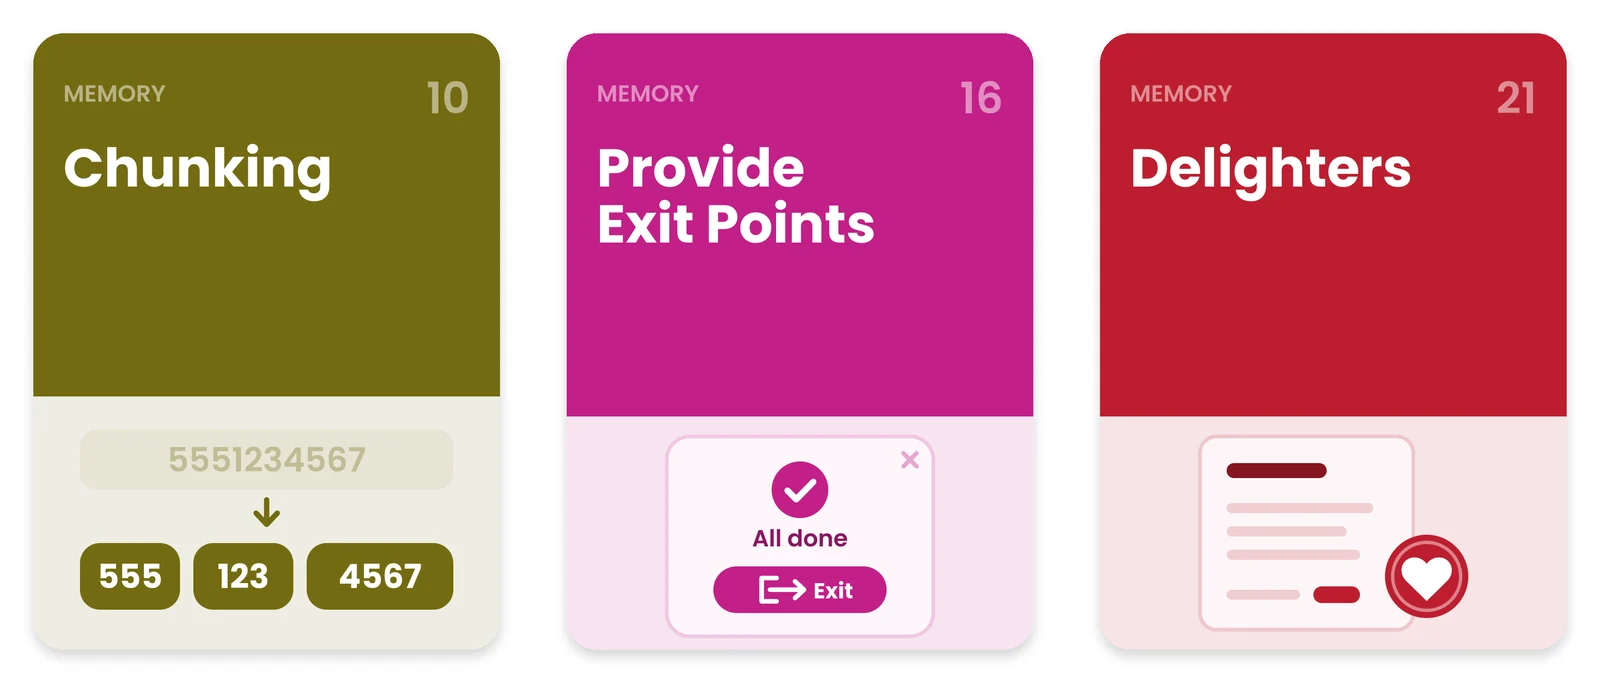 MEMORY
10
Chunking
5551234567
555
123
4567
MEMORY
16
Provide
Exit Points
All done
Exit
MEMORY
21
Delighters